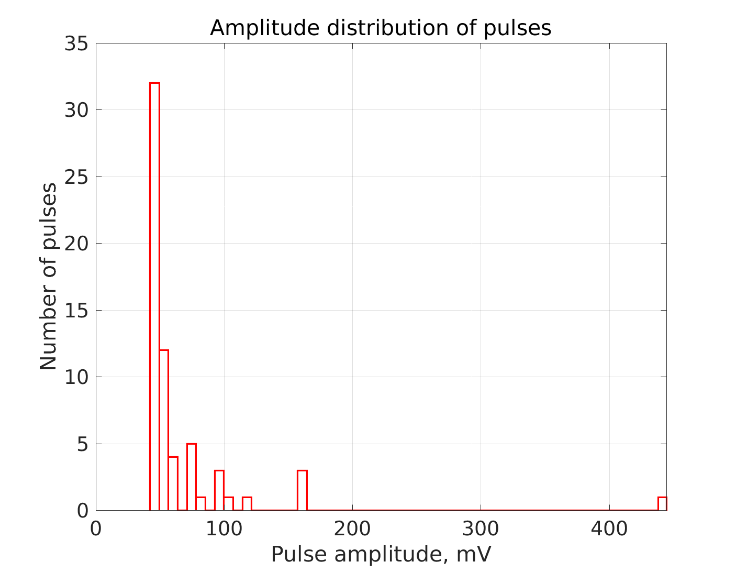 Amplitude distribution of pulses
35
30
25
20
15
10
5
0
Number of pulses
0 100 200 300 400
Pulse amplitude, mV